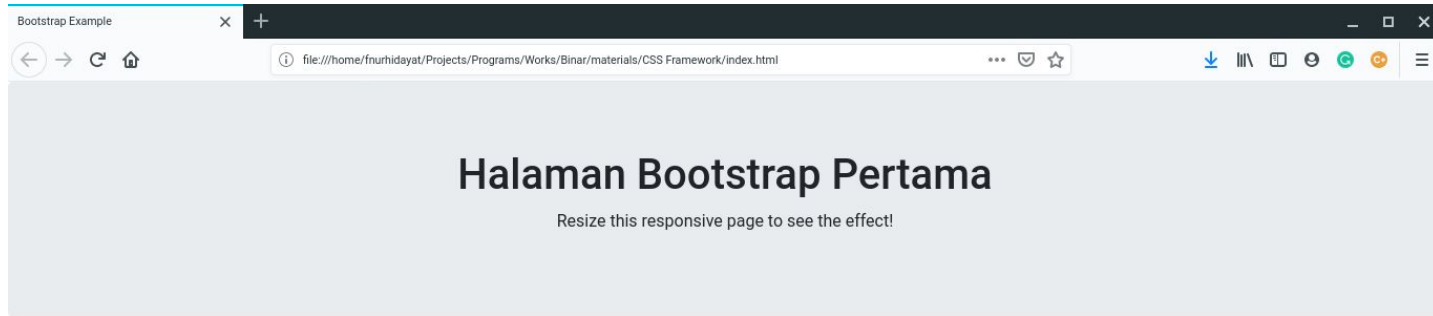 Bootstrap Example
file:///home/fnurhidayat/Projects/Programs/Works/Binar/materials/CSS Framework/index.html
Halaman Bootstrap Pertama
Resize this responsive page to see the effect!